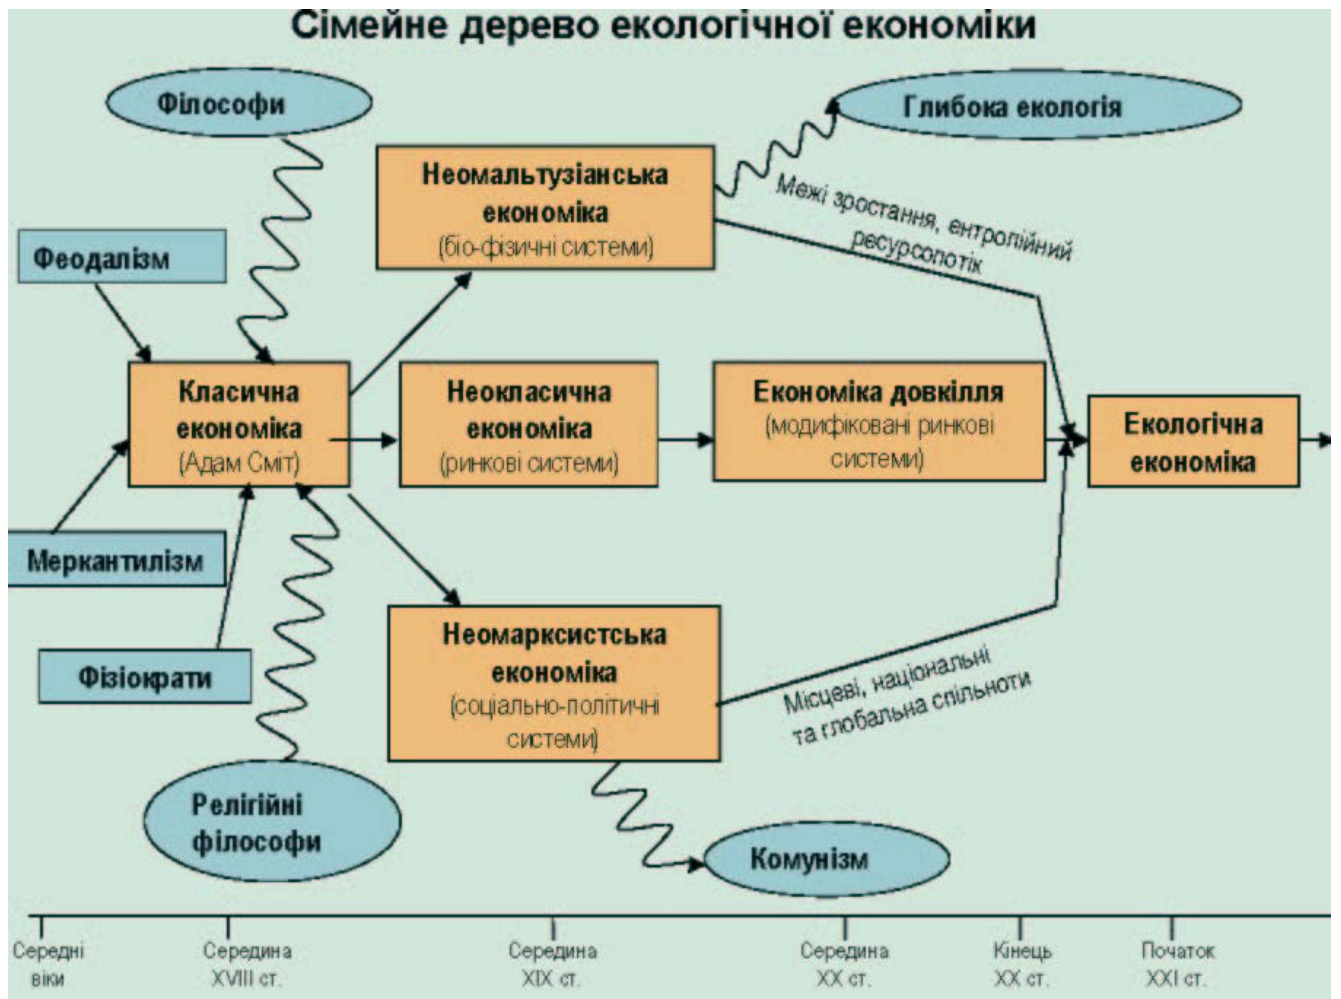 Сімейне дерево екологічної економіки
Філософи
Глибока екологія
Неомальтузіанська
економіка
(біо-фізичні системи)
Межі зростання, ентропійний
ресурсопотік
Феодалізм
Класична
економіка
(Адам Сміт)
Неокласична
економіка
(ринкові системи)
Економіка довкілля
(модифіковані ринкові
системи)
Екологічна
економіка
Меркантилізм
Фізіократи
Неомарксистська
економіка
(соціально-політичні
системи)
Місцеві, національні
та глобальна спільноти
Релігійні
філософи
Комунізм
Середні
віки
Середина
XVIII ст.
Середина
XIX ст.
Середина
XX ст.
Кінець
XX ст.
Початок
XXI ст.